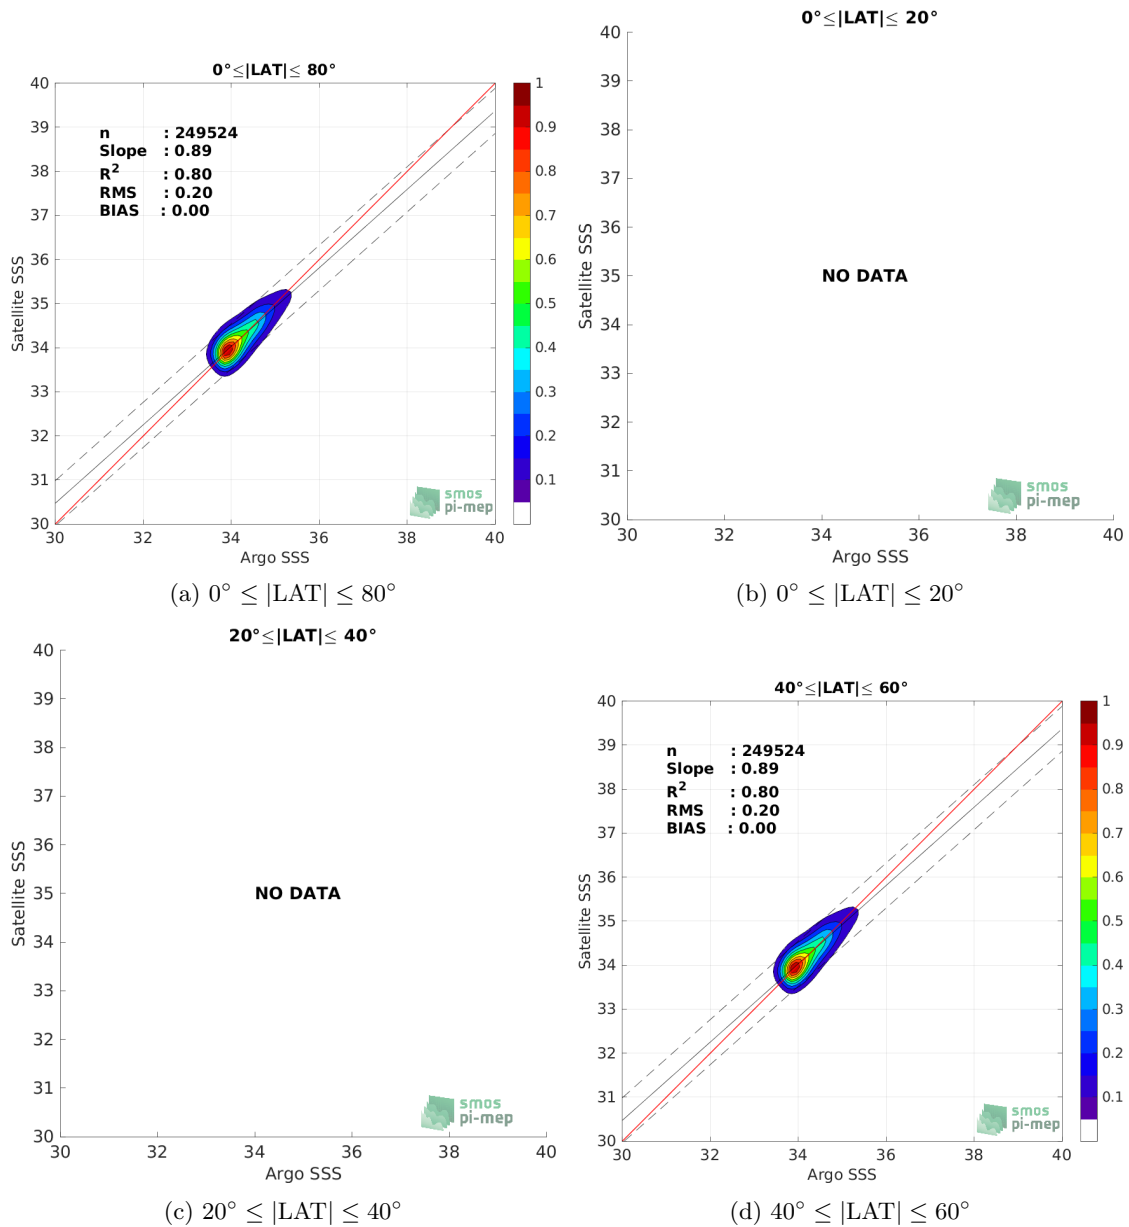 0°≤|LAT|≤ 80°
40
39
38
37
36
35
34
33
32
31
30
Satellite SSS
n : 249524
Slope : 0.89
R² : 0.80
RMS : 0.20
BIAS : 0.00
30 32 34 36 38 40
Argo SSS
1
0.9
0.8
0.7
0.6
0.5
0.4
0.3
0.2
0.1
smos
pi-mep
(a) 0° ≤ |LAT| ≤ 80°
0°≤|LAT|≤ 20°
40
39
38
37
36
35
34
33
32
31
30
Satellite SSS
NO DATA
30 32 34 36 38 40
Argo SSS
smos
pi-mep
(b) 0° ≤ |LAT| ≤ 20°
20°≤|LAT|≤ 40°
40
39
38
37
36
35
34
33
32
31
30
Satellite SSS
NO DATA
30 32 34 36 38 40
Argo SSS
smos
pi-mep
(c) 20° ≤ |LAT| ≤ 40°
40°≤|LAT|≤ 60°
40
39
38
37
36
35
34
33
32
31
30
Satellite SSS
n : 249524
Slope : 0.89
R² : 0.80
RMS : 0.20
BIAS : 0.00
30 32 34 36 38 40
Argo SSS
1
0.9
0.8
0.7
0.6
0.5
0.4
0.3
0.2
0.1
smos
pi-mep
(d) 40° ≤ |LAT| ≤ 60°